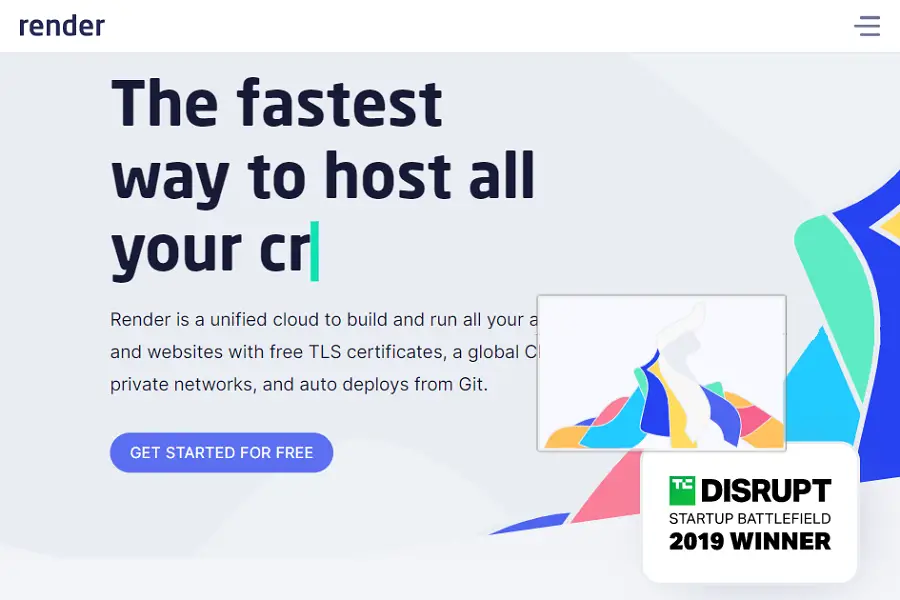 render
The fastest
way to host all
your cr
Render is a unified cloud to build and run all your
and websites with free TLS certificates, a global
private networks, and auto deploys from Git.
GET STARTED FOR FREE
TC DISRUPT
STARTUP BATTLEFIELD
2019 WINNER